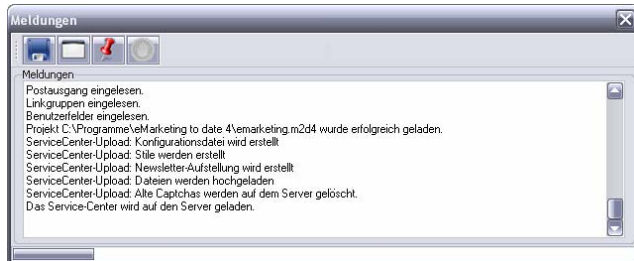 Meldungen
Meldungen
Postausgang eingelesen.
Linkgruppen eingelesen.
Benutzerfelder eingelesen.
Projekt C:\Programme\eMarketing to date 4\emarketing.m2d4 wurde erfolgreich geladen.
ServiceCenter-Upload: Konfigurationsdatei wird erstellt
ServiceCenter-Upload: Stile werden erstellt
ServiceCenter-Upload: Newsletter-Aufstellung wird erstellt
ServiceCenter-Upload: Dateien werden hochgeladen
ServiceCenter-Upload: Alte Captchas werden auf dem Server gelöscht.
Das Service-Center wird auf den Server geladen.